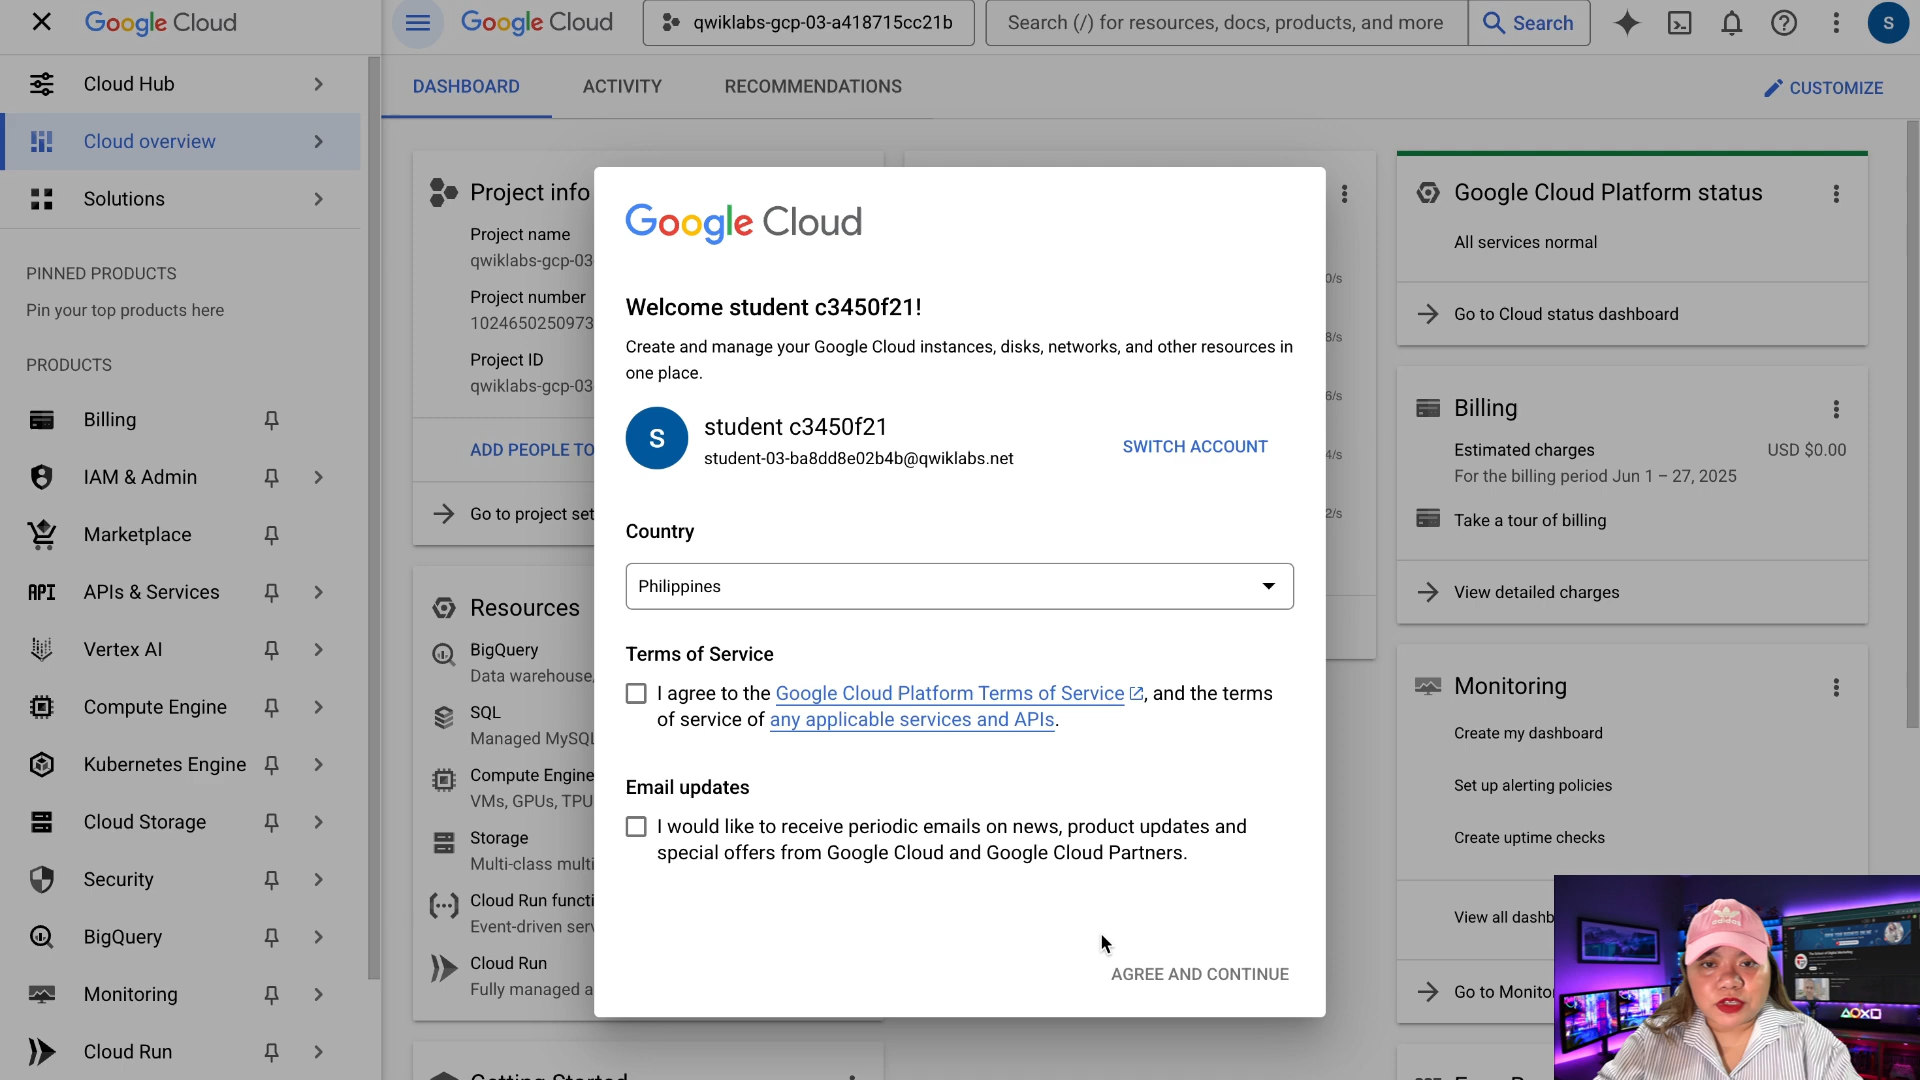 Google Cloud
Google Cloud
qwiklabs-gcp-03-a418715cc21b
Search (/) for resources, docs, products, and more
Search
S
Cloud Hub
Cloud overview
Solutions
PINNED PRODUCTS
Pin your top products here
PRODUCTS
Billing
IAM & Admin
Marketplace
API
APIs & Services
Vertex AI
Compute Engine
Kubernetes Engine
Cloud Storage
Security
BigQuery
Monitoring
Cloud Run
DASHBOARD
ACTIVITY
RECOMMENDATIONS
CUSTOMIZE
Project info
Project name
qwiklabs-gcp-03
Project number
1024650250973
Project ID
qwiklabs-gcp-03
ADD PEOPLE TO
Go to project set
Resources
BigQuery
Data warehouse,
SQL
Managed MySQL
Compute Engine
VMs, GPUs, TPU
Storage
Multi-class multi
Cloud Run functi
Event-driven serv
Cloud Run
Fully managed a
Google Cloud
Welcome student c3450f21!
Create and manage your Google Cloud instances, disks, networks, and other resources in
one place.
S
student c3450f21
student-03-ba8dd8e02b4b@qwiklabs.net
SWITCH ACCOUNT
Country
Philippines
Terms of Service
I agree to the Google Cloud Platform Terms of Service, and the terms
of service of any applicable services and APIs.
Email updates
I would like to receive periodic emails on news, product updates and
special offers from Google Cloud and Google Cloud Partners.
AGREE AND CONTINUE
0/s
8/s
6/s
4/s
2/s
Google Cloud Platform status
All services normal
Go to Cloud status dashboard
Billing
Estimated charges
USD $0.00
For the billing period Jun 1 – 27, 2025
Take a tour of billing
View detailed charges
Monitoring
Create my dashboard
Set up alerting policies
Create uptime checks
View all dashb
Go to Monito
adidas